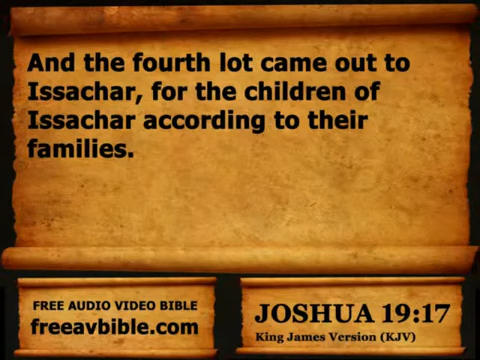 And the fourth lot came out to
Issachar, for the children of
Issachar according to their
families.
FREE AUDIO VIDEO BIBLE
freeavbible.com
JOSHUA 19:17
King James Version (KJV)